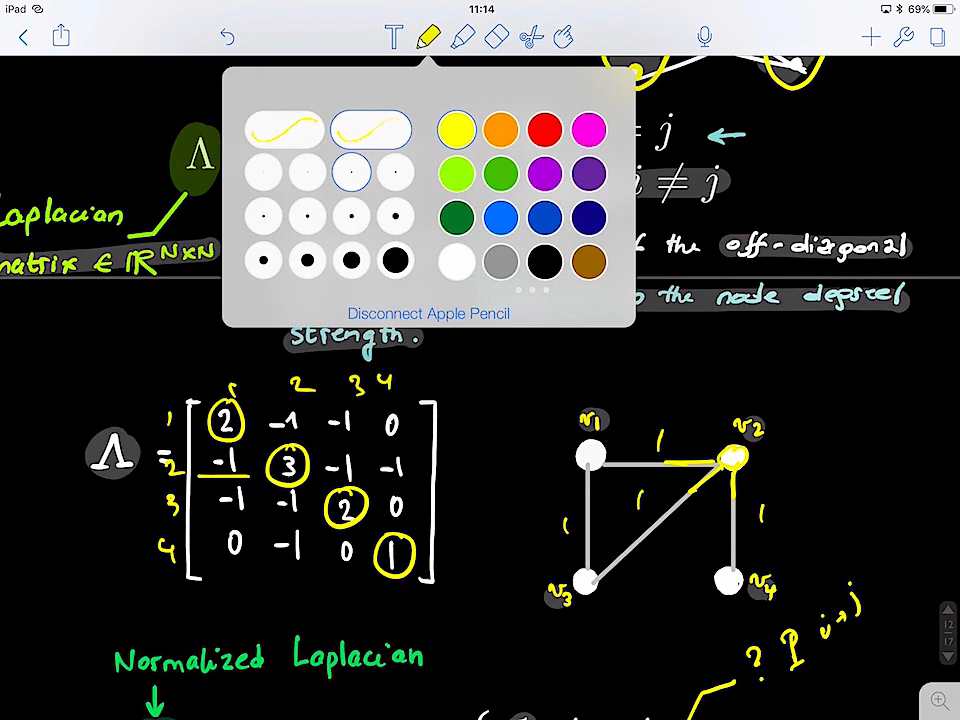 iPad 11:14 69%
T
= j ←
Λ i ≠ j
Laplacian
matrix ∈ ℝ^N×N
the off-diagonal
the node degree/
strength.
Disconnect Apple Pencil
1 2 3 4
Λ =
1 2 -1 -1 0
2 -1 3 -1 -1
3 -1 -1 2 0
4 0 -1 0 1
v1 1 v2
1 1 1
v3 v4
Normalized Laplacian
? P i→j
12
17